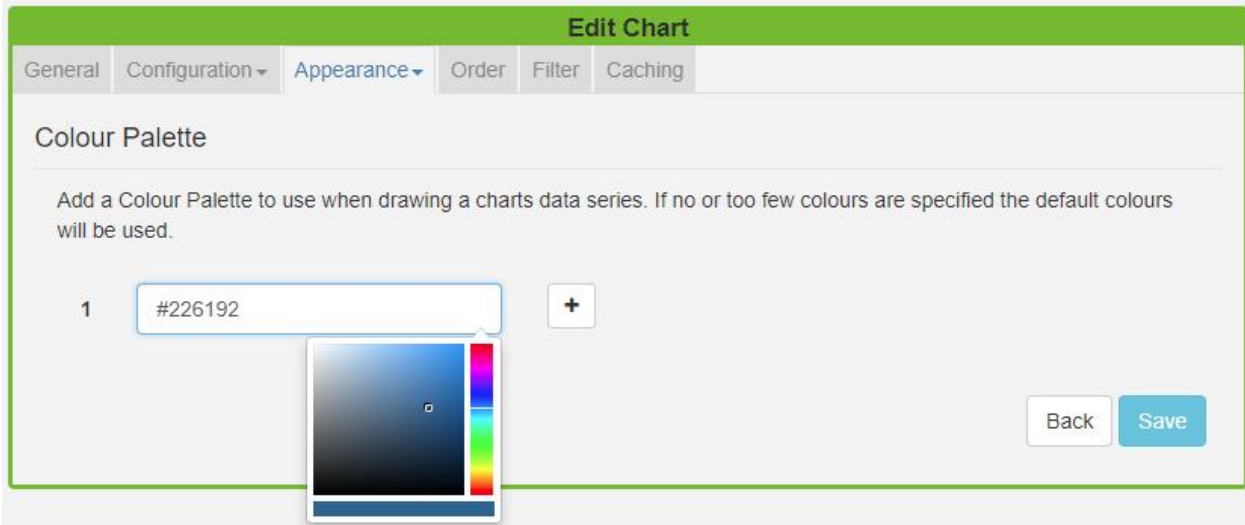 Edit Chart
General Configuration Appearance Order Filter Caching
Colour Palette
Add a Colour Palette to use when drawing a charts data series. If no or too few colours are specified the default colours
will be used.
1 #226192 +
Back Save